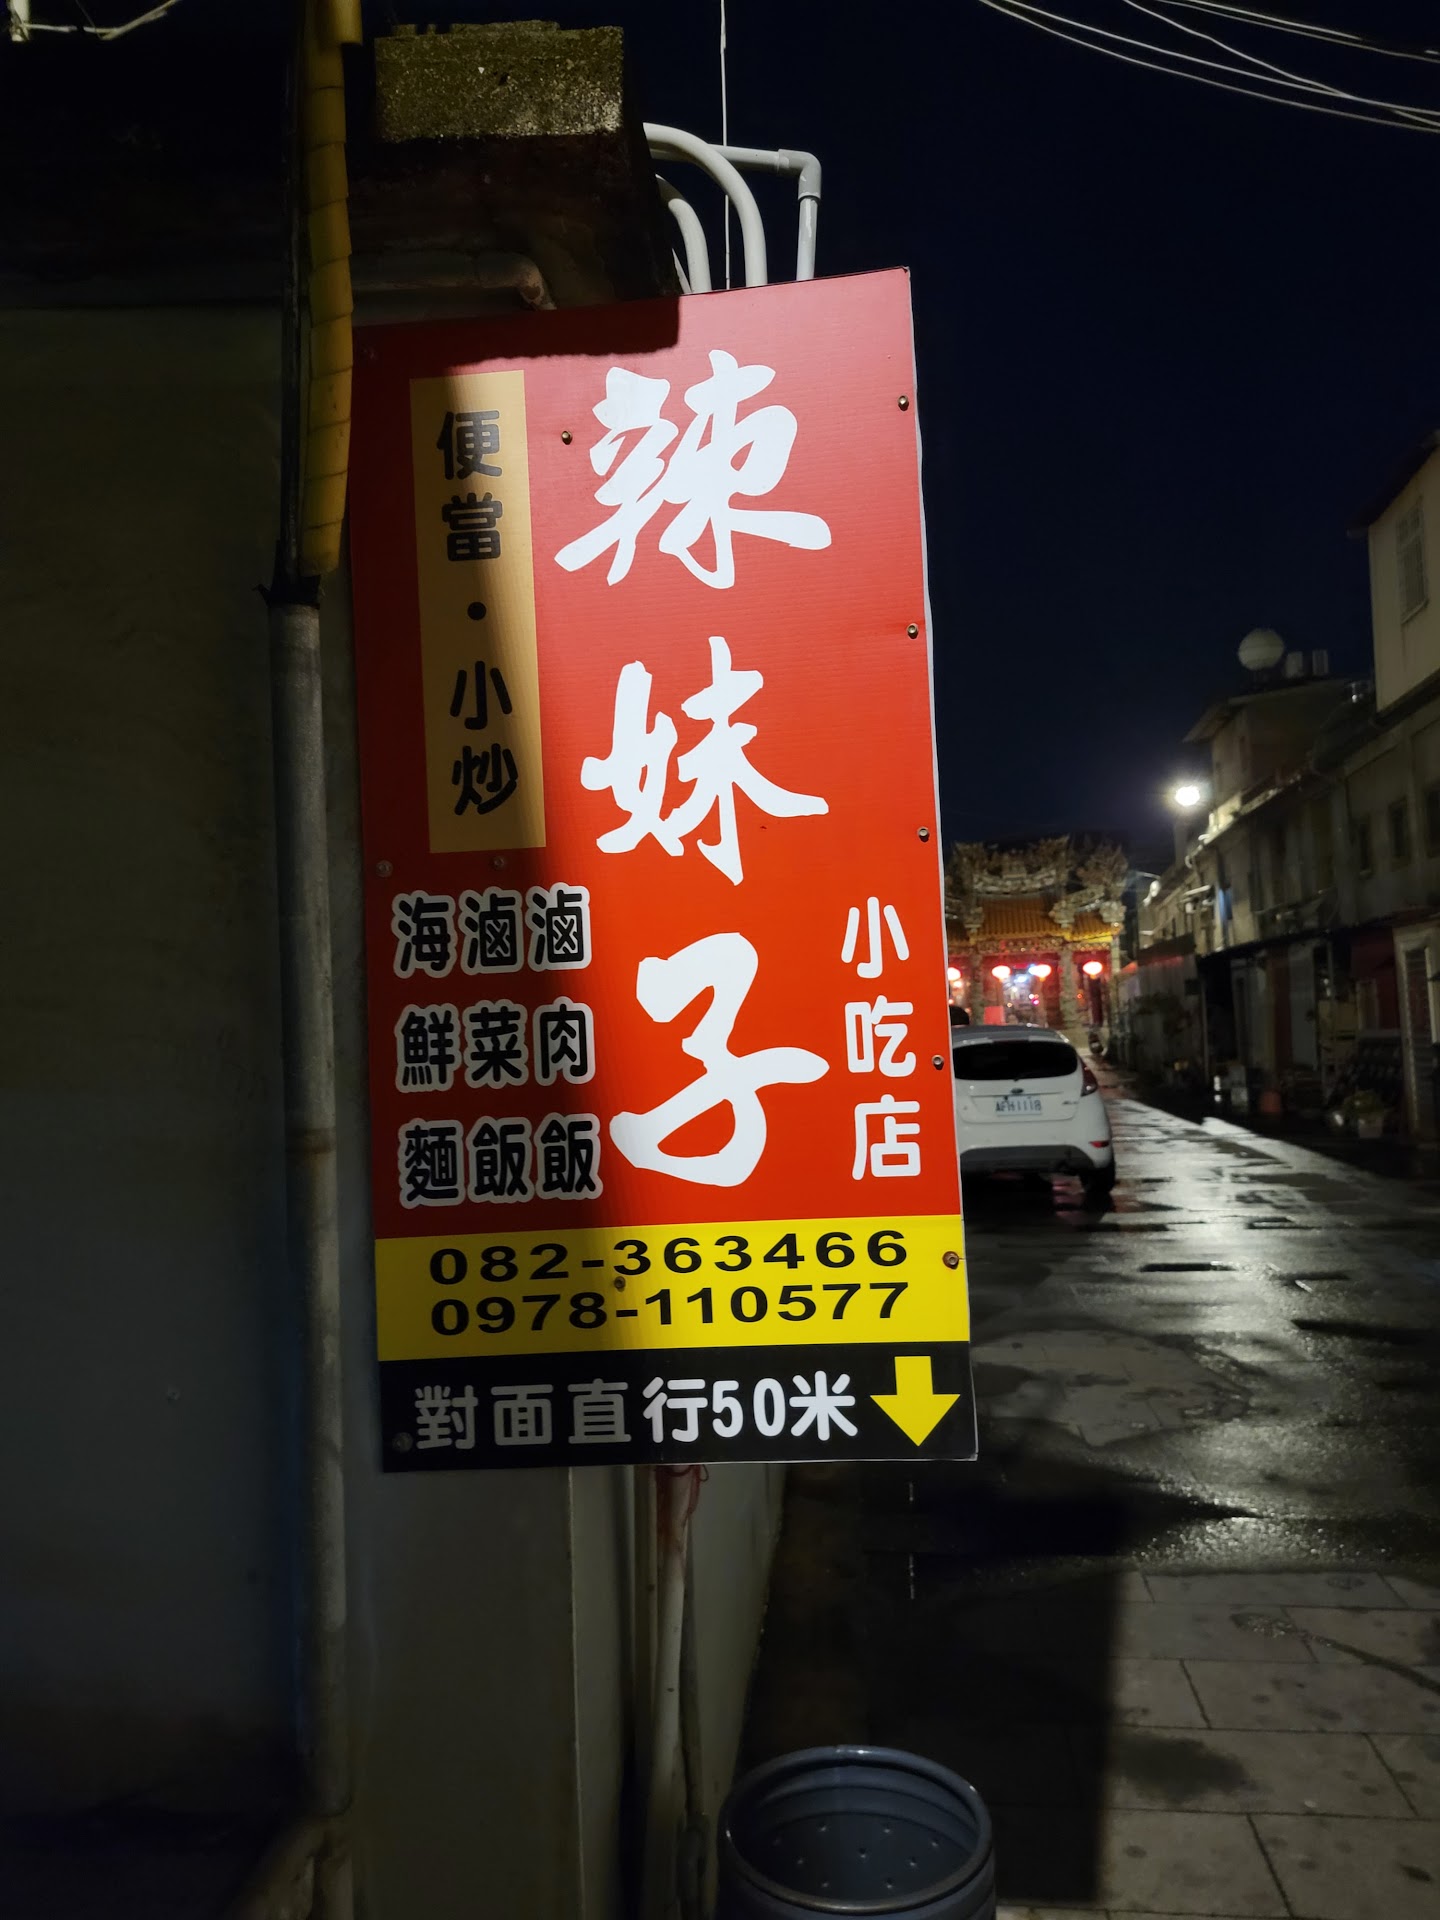 辣妹子
小吃店
便當·小炒
滷肉飯
滷菜飯
海鮮麵
082-363466
0978-110577
對面直行50米